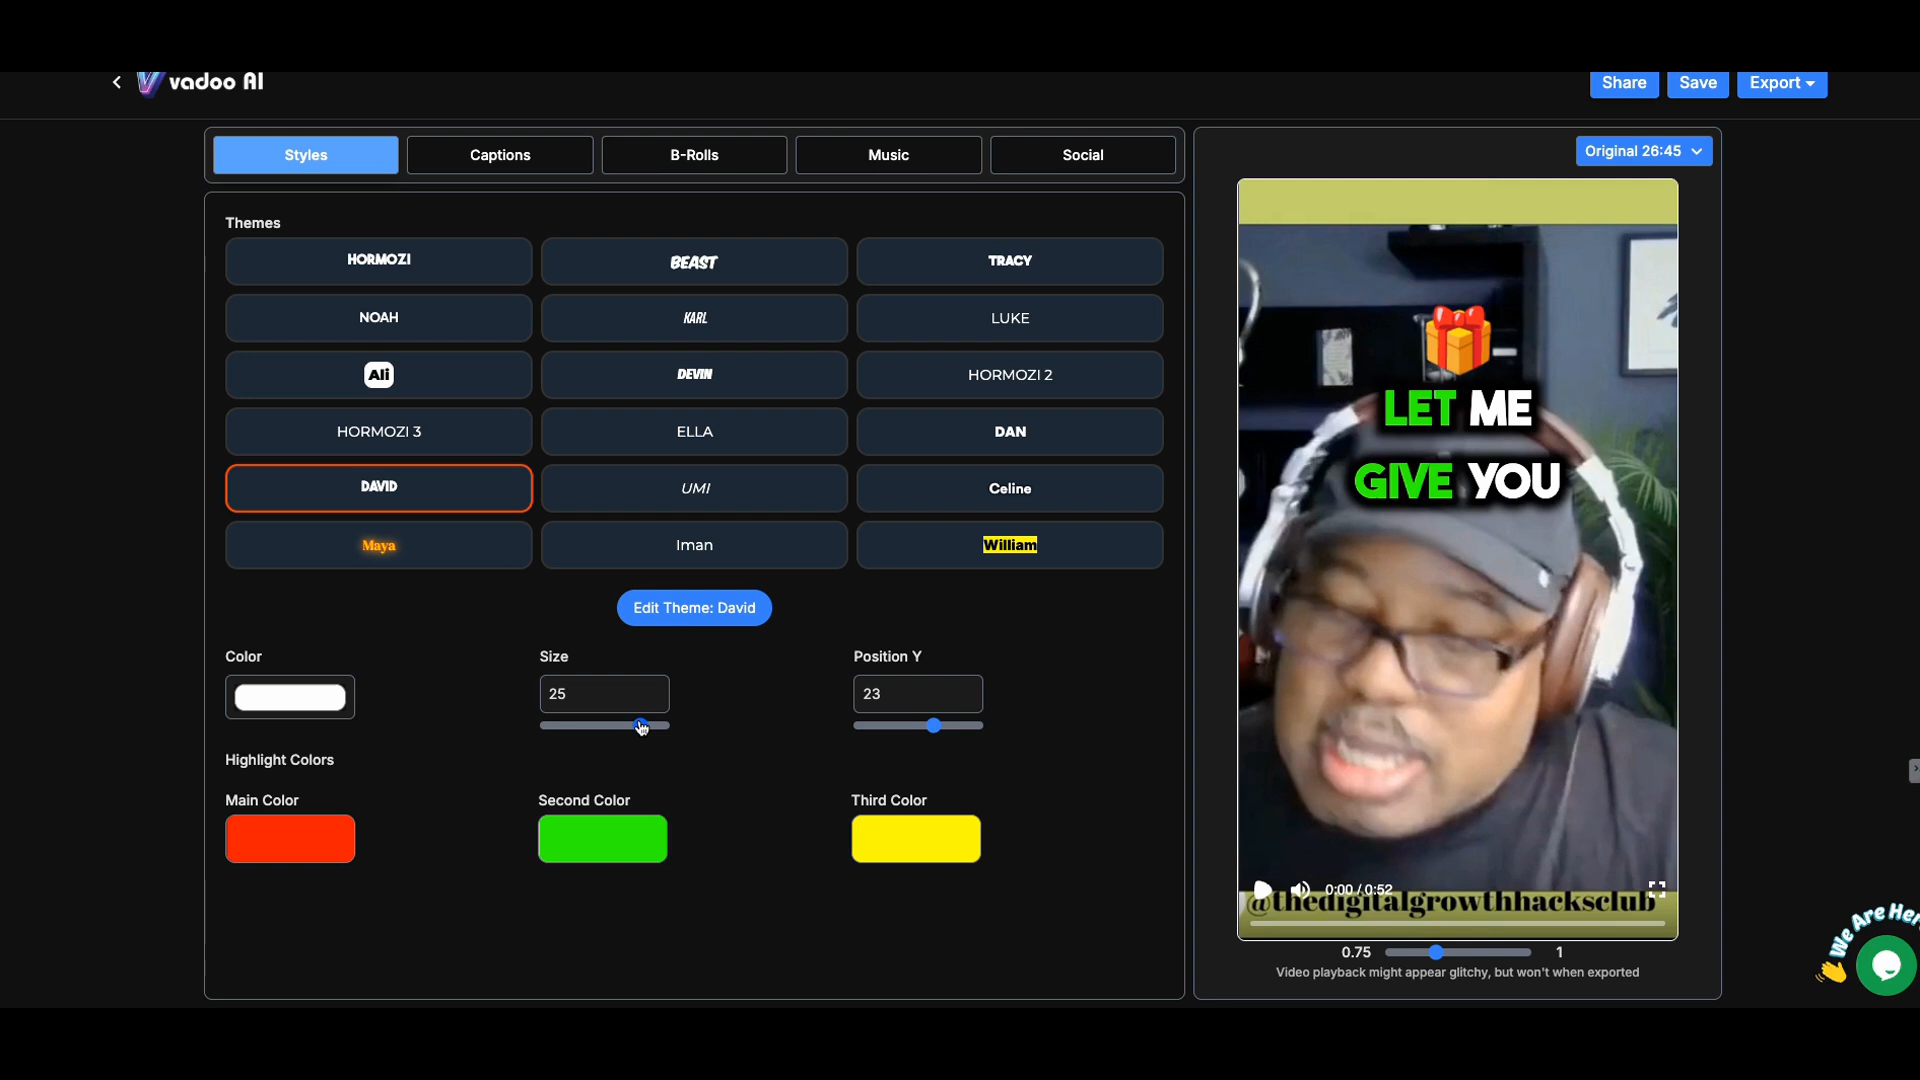 vadoo AI
Share
Save
Export
Styles
Captions
B-Rolls
Music
Social
Original 26:45
Themes
HORMOZI
BEAST
TRACY
NOAH
KARL
LUKE
Ali
DEVIN
HORMOZI 2
HORMOZI 3
ELLA
DAN
DAVID
UMI
Celine
Maya
Iman
William
Edit Theme: David
Color
Size
Position Y
25
23
Highlight Colors
Main Color
Second Color
Third Color
LET ME
GIVE YOU
0:00 / 0:52
@thedigitalgrowthhacksclub
0.75
1
Video playback might appear glitchy, but won't when exported
We Are